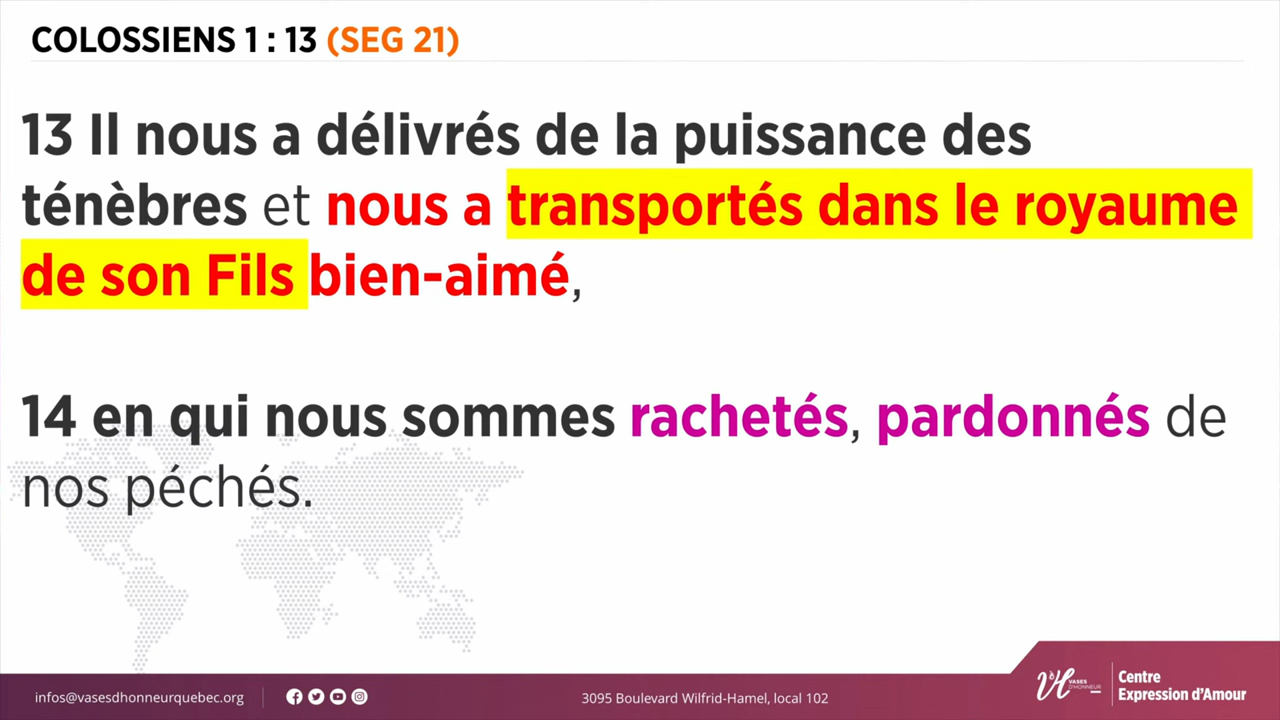 COLOSSIENS 1 : 13 (SEG 21)
13 Il nous a délivrés de la puissance des
ténèbres et nous a transportés dans le royaume
de son Fils bien-aimé,
14 en qui nous sommes rachetés, pardonnés de
nos péchés.
infos@vasesdhonneurquebec.org
3095 Boulevard Wilfrid-Hamel, local 102
VASES
D'HONNEUR
Centre
Expression d'Amour